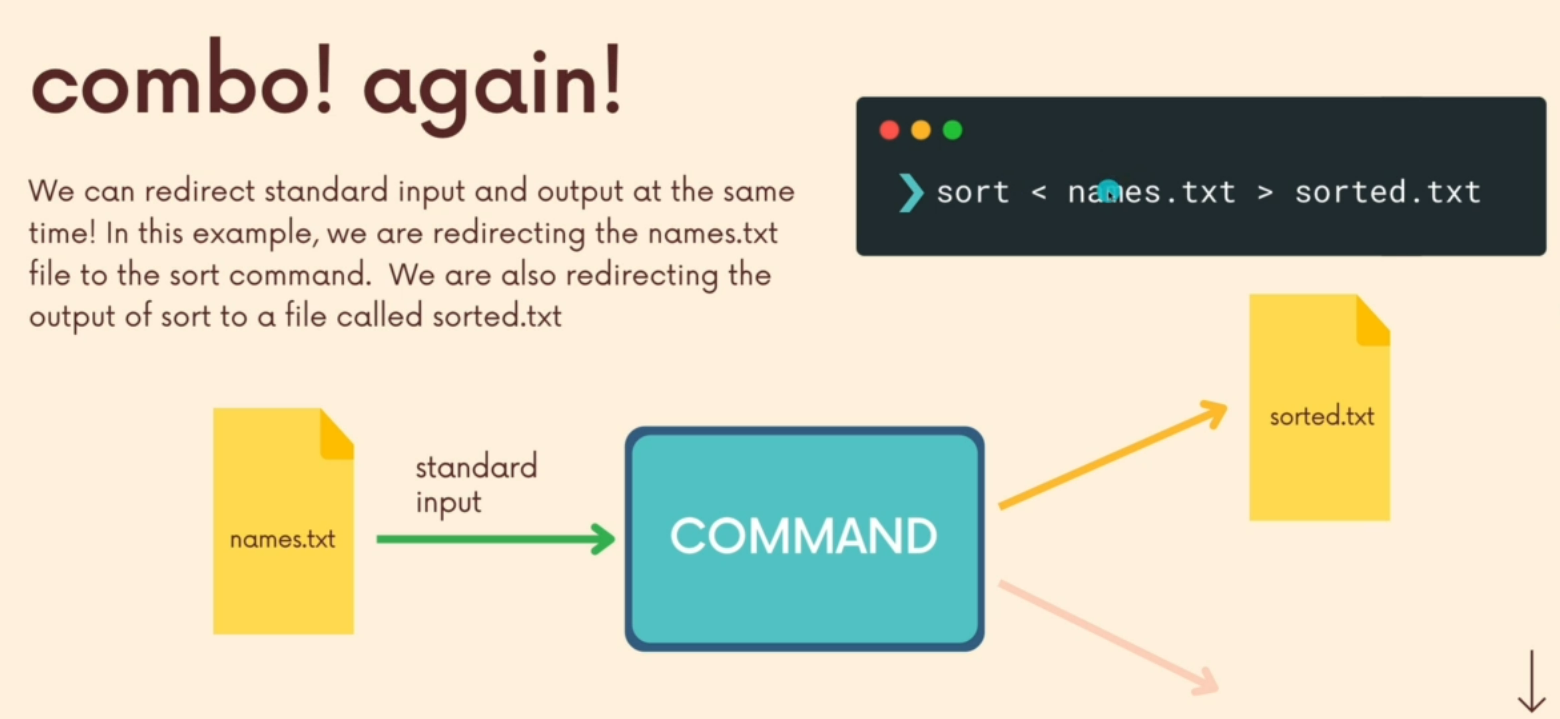 combo! again!
We can redirect standard input and output at the same
time! In this example, we are redirecting the names.txt
file to the sort command. We are also redirecting the
output of sort to a file called sorted.txt
❯ sort < names.txt > sorted.txt
names.txt
standard
input
COMMAND
sorted.txt